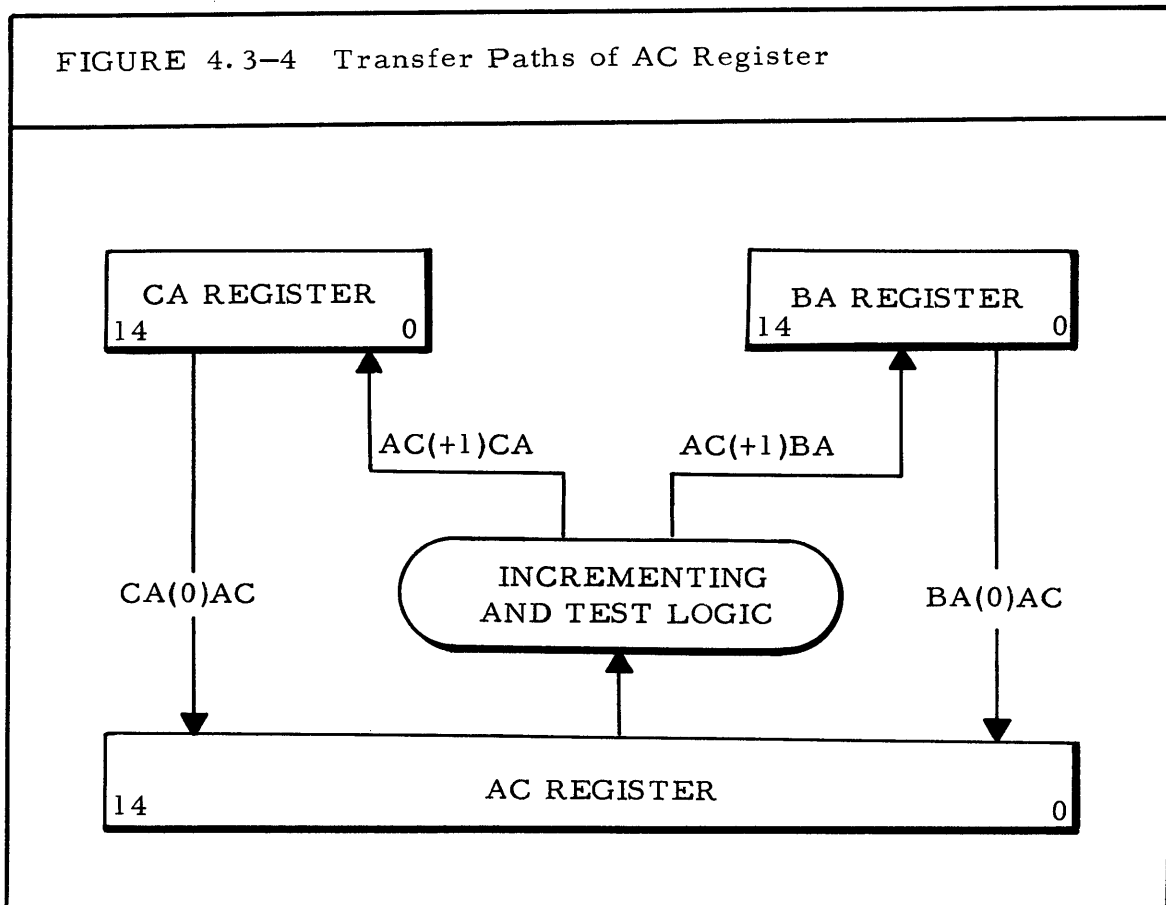 FIGURE 4.3-4 Transfer Paths of AC Register
CA REGISTER
14 0
BA REGISTER
14 0
AC(+1)CA
AC(+1)BA
CA(0)AC
INCREMENTING
AND TEST LOGIC
BA(0)AC
AC REGISTER
14 0